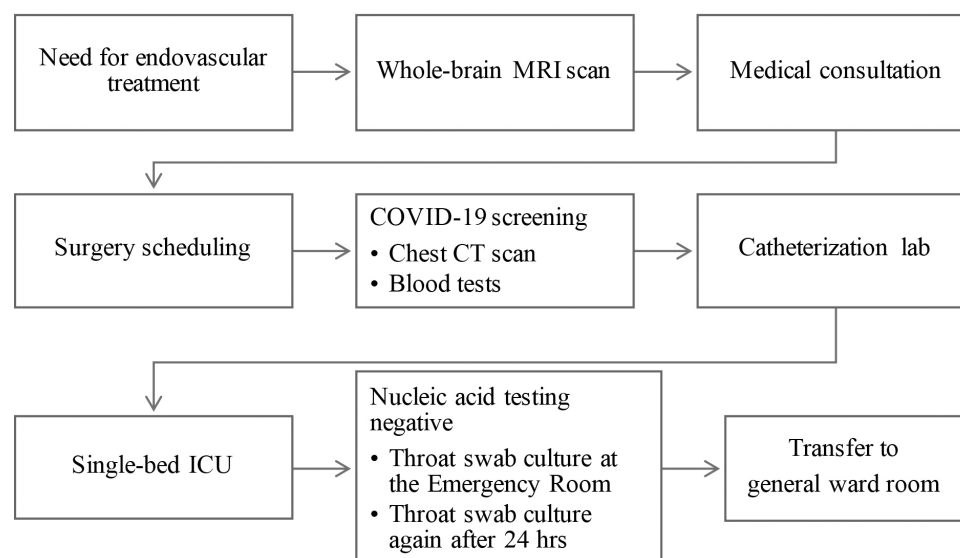 Need for endovascular
treatment
Whole-brain MRI scan
Medical consultation
Surgery scheduling
COVID-19 screening
• Chest CT scan
• Blood tests
Catheterization lab
Single-bed ICU
Nucleic acid testing
negative
• Throat swab culture at
the Emergency Room
• Throat swab culture
again after 24 hrs
Transfer to
general ward room